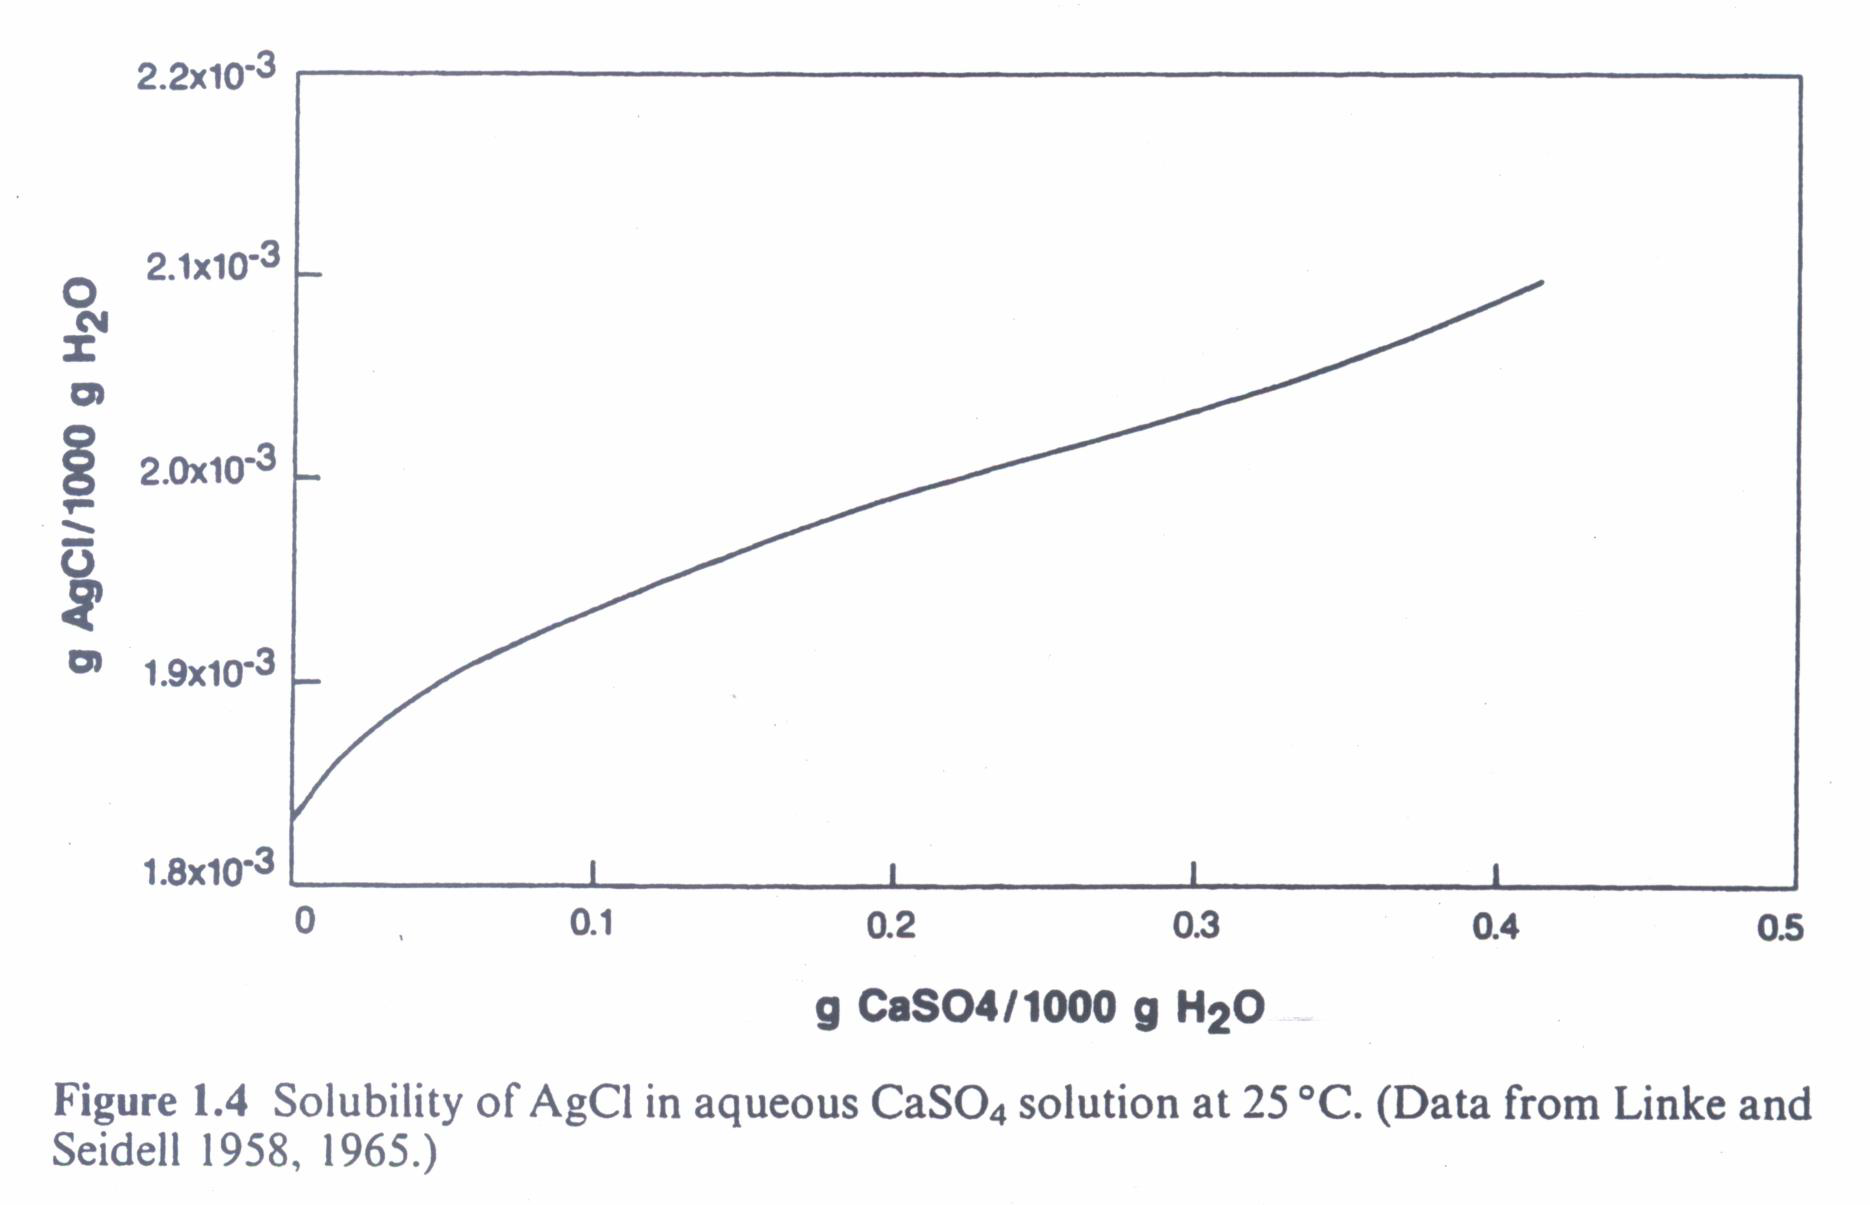 2.2x10-3
2.1x10-3
2.0x10-3
1.9x10-3
1.8x10-3
g AgCl/1000 g H2O
0 0.1 0.2 0.3 0.4 0.5
g CaSO4/1000 g H2O
Figure 1.4 Solubility of AgCl in aqueous CaSO4 solution at 25 °C. (Data from Linke and
Seidell 1958, 1965.)